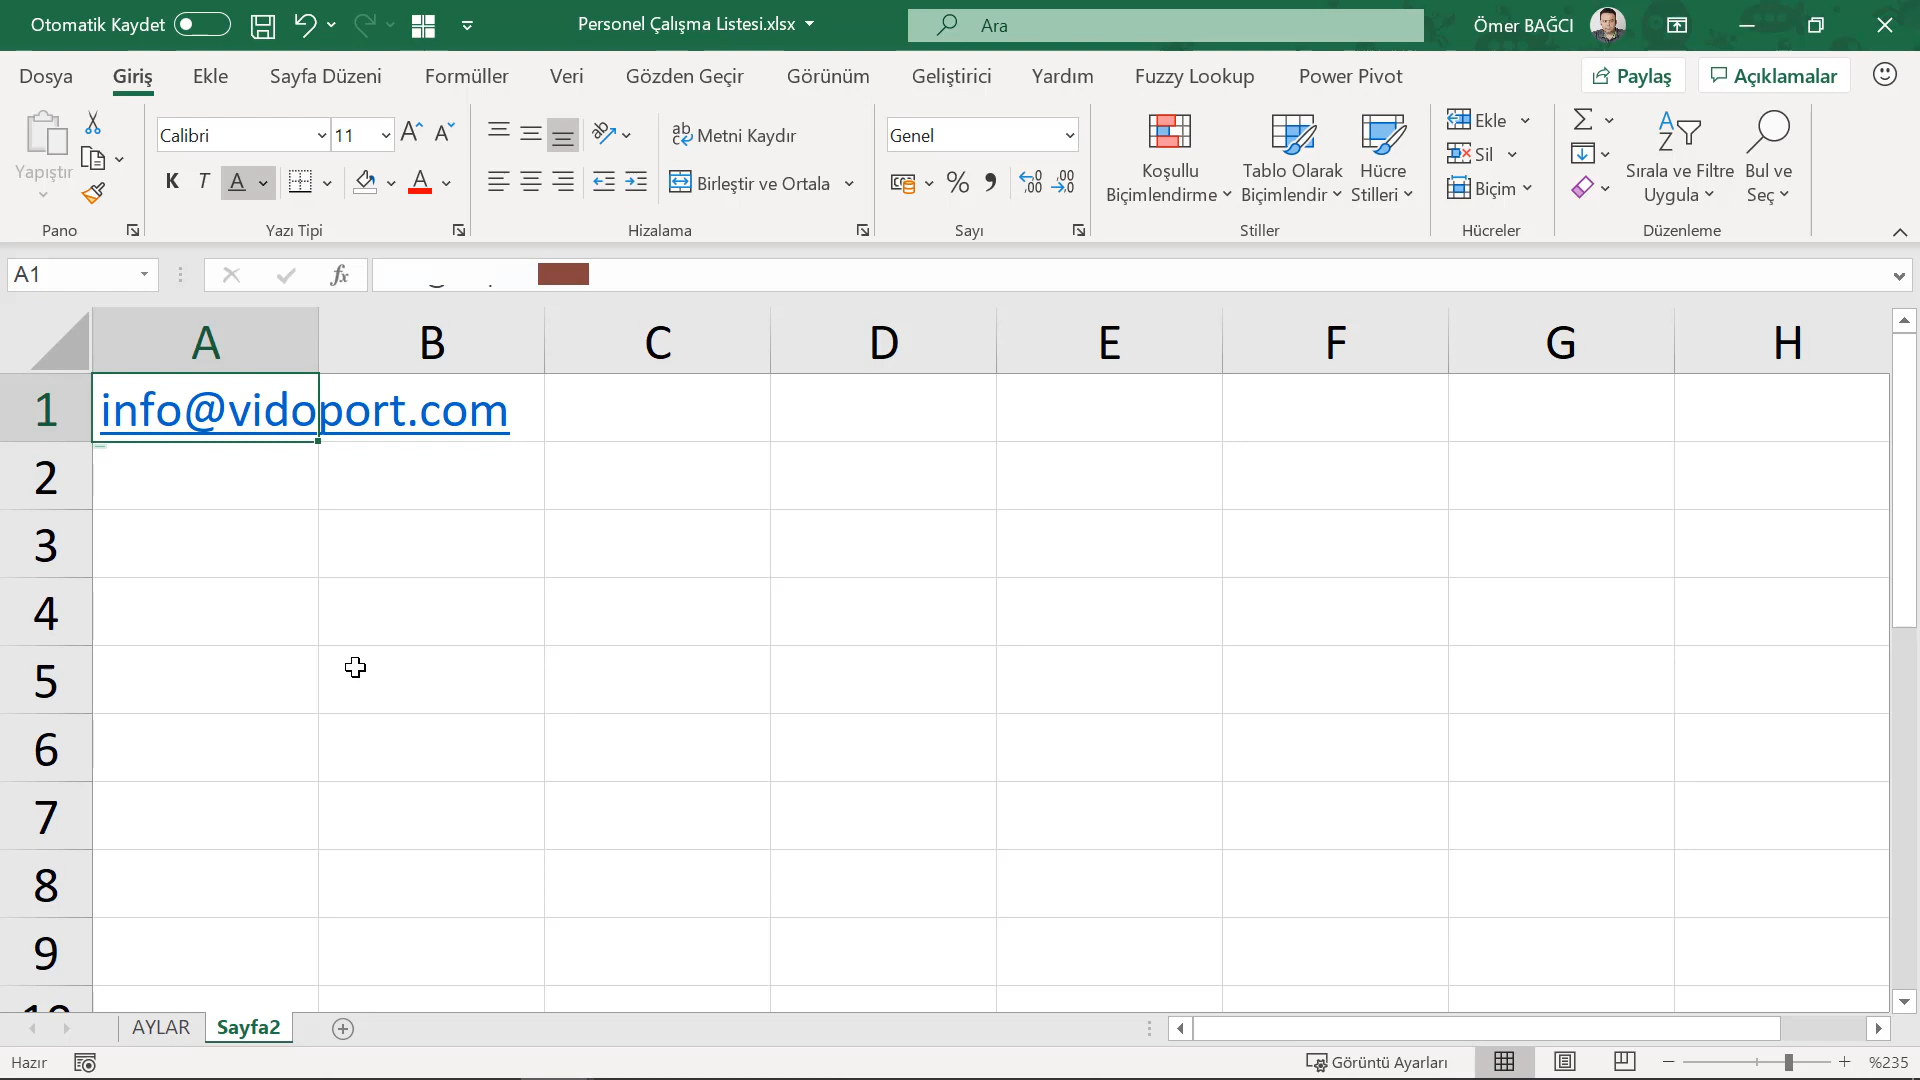 Otomatik Kaydet
Personel Çalışma Listesi.xlsx
Ara
Ömer BAĞCI
Dosya Giriş Ekle Sayfa Düzeni Formüller Veri Gözden Geçir Görünüm Geliştirici Yardım Fuzzy Lookup Power Pivot Paylaş Açıklamalar
Yapıştır
Pano
Calibri 11
K T A
Yazı Tipi
Metni Kaydır
Birleştir ve Ortala
Hizalama
Genel
Sayı
Koşullu
Biçimlendirme
Tablo Olarak
Biçimlendir
Hücre
Stilleri
Stiller
Ekle
Sil
Biçim
Hücreler
Sırala ve Filtre
Uygula
Bul ve
Seç
Düzenleme
A1 fx
A B C D E F G H
1 info@vidoport.com
2
3
4
5
6
7
8
9
AYLAR Sayfa2
Hazır Görüntü Ayarları %235